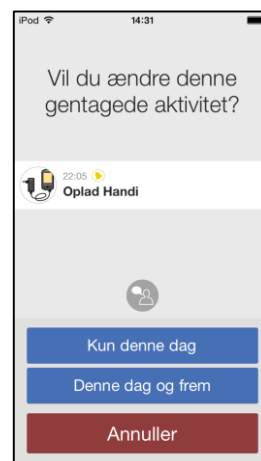 iPod 14:31
Vil du ændre denne
gentagede aktivitet?
22:05
Oplad Handi
Kun denne dag
Denne dag og frem
Annuller